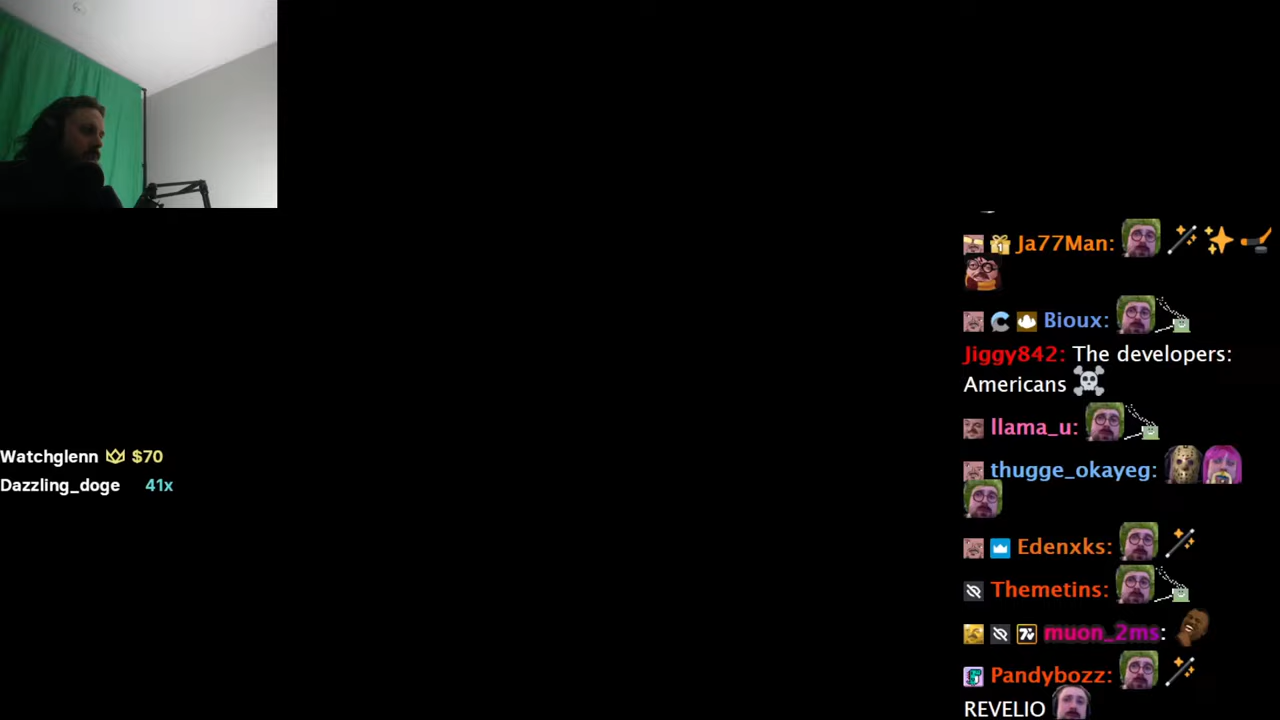 Ja77Man:
Bioux:
Jiggy842: The developers:
Americans
llama_u:
thugge_okayeg:
Watchglenn $70
Dazzling_doge 41x
Edenxks:
Themetins:
muon_2ms:
Pandybozz:
REVELIO